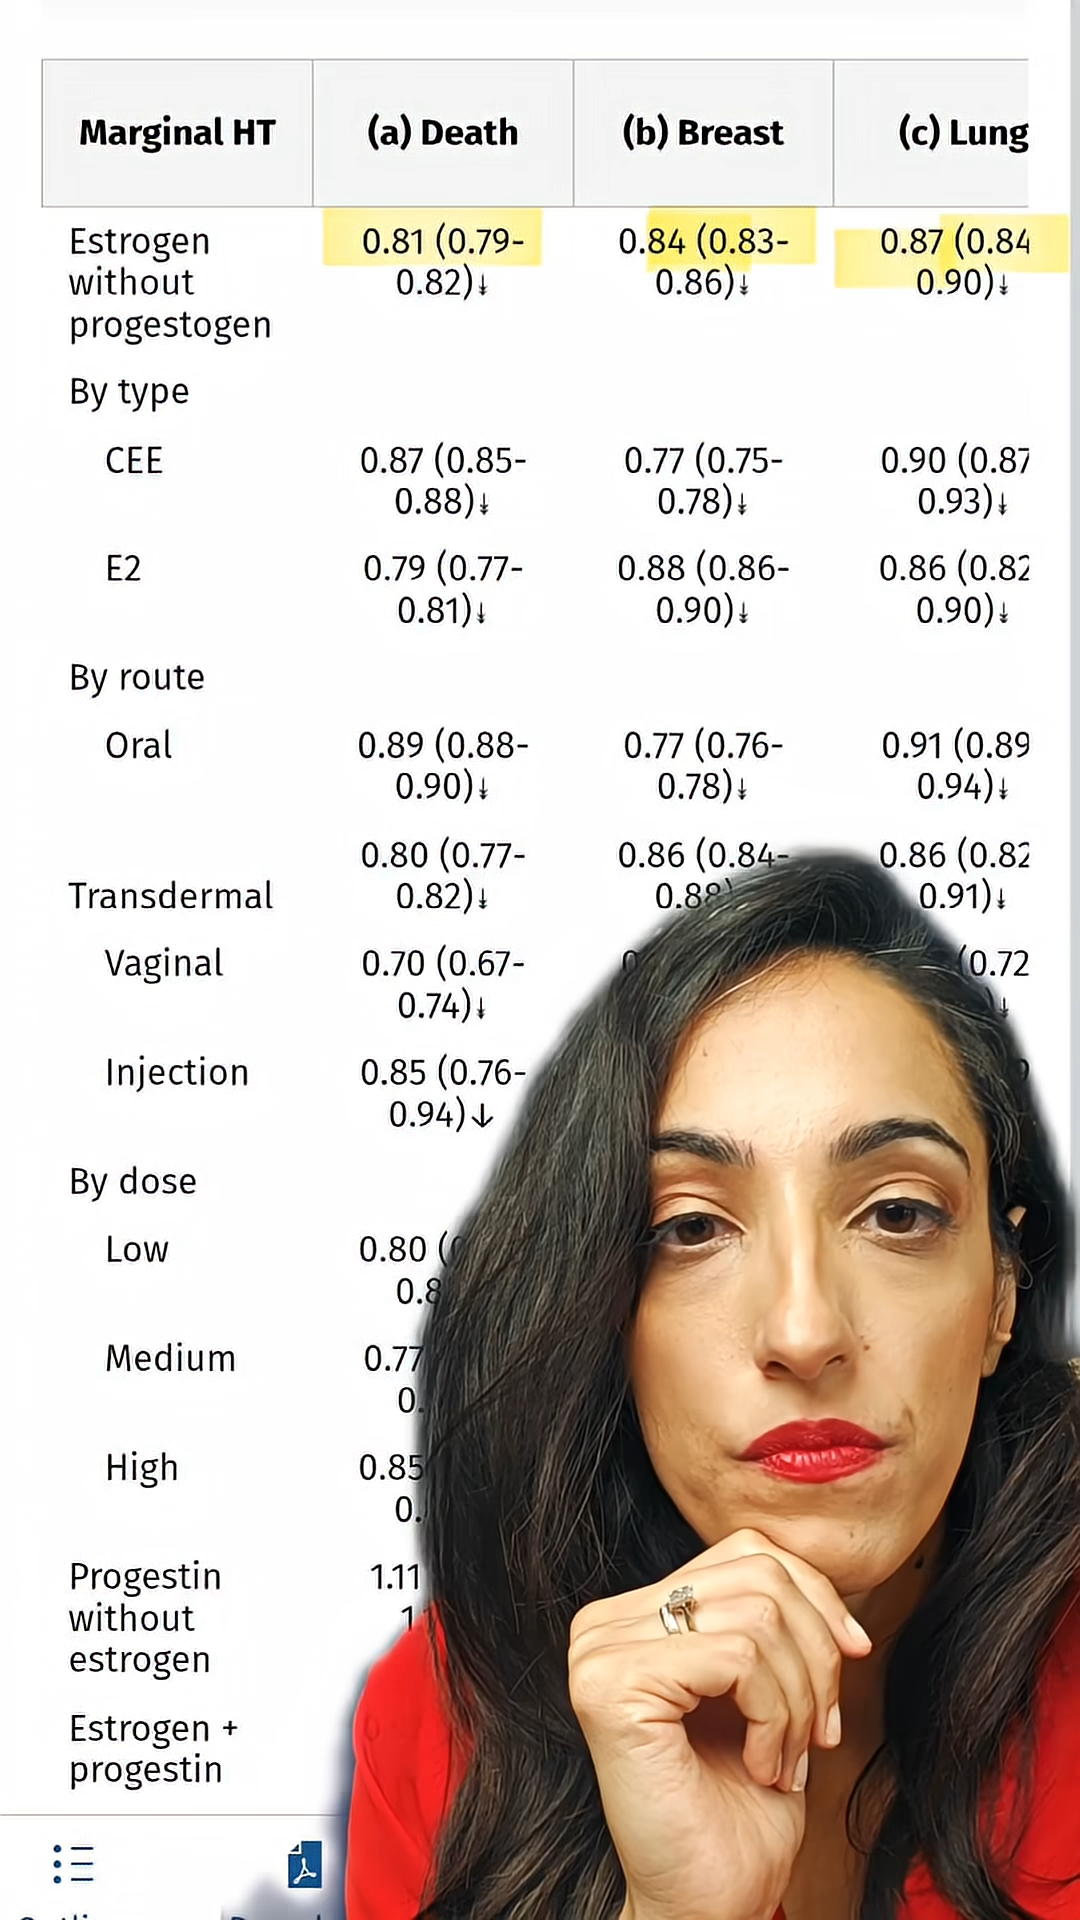 Marginal HT (a) Death (b) Breast (c) Lung
Estrogen 0.81 (0.79- 0.84 (0.83- 0.87 (0.84
without 0.82)↓ 0.86)↓ 0.90)↓
progestogen
By type
CEE 0.87 (0.85- 0.77 (0.75- 0.90 (0.87
0.88)↓ 0.78)↓ 0.93)↓
E2 0.79 (0.77- 0.88 (0.86- 0.86 (0.82
0.81)↓ 0.90)↓ 0.90)↓
By route
Oral 0.89 (0.88- 0.77 (0.76- 0.91 (0.89
0.90)↓ 0.78)↓ 0.94)↓
0.80 (0.77- 0.86 (0.84- 0.86 (0.82
Transdermal 0.82)↓ 0.88) 0.91)↓
Vaginal 0.70 (0.67- (0.72
0.74)↓
Injection 0.85 (0.76-
0.94)↓
By dose
Low 0.80
Medium 0.77
High 0.85
Progestin 1.11
without
estrogen
Estrogen +
progestin